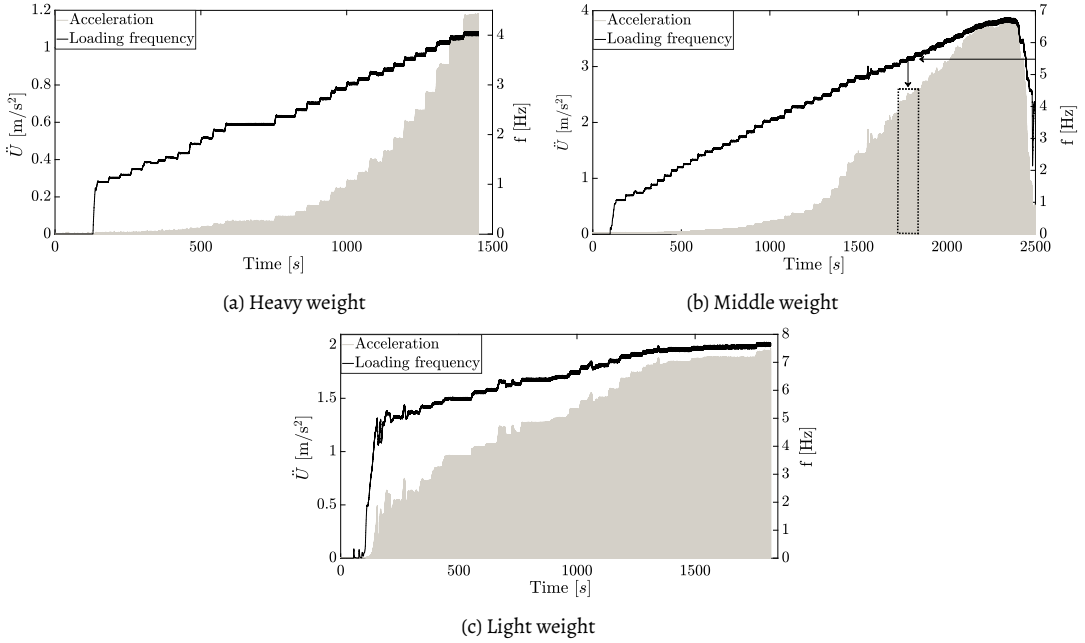 Acceleration
Loading frequency
1.2
1
0.8
0.6
0.4
0.2
0
Ü [m/s²]
4
3
2
1
0
f [Hz]
0 500 1000 1500
Time [s]
(a) Heavy weight
Acceleration
Loading frequency
4
3
2
1
0
Ü [m/s²]
7
6
5
4
3
2
1
0
f [Hz]
0 500 1000 1500 2000 2500
Time [s]
(b) Middle weight
Acceleration
Loading frequency
2
1.5
1
0.5
0
Ü [m/s²]
8
7
6
5
4
3
2
1
0
f [Hz]
0 500 1000 1500
Time [s]
(c) Light weight